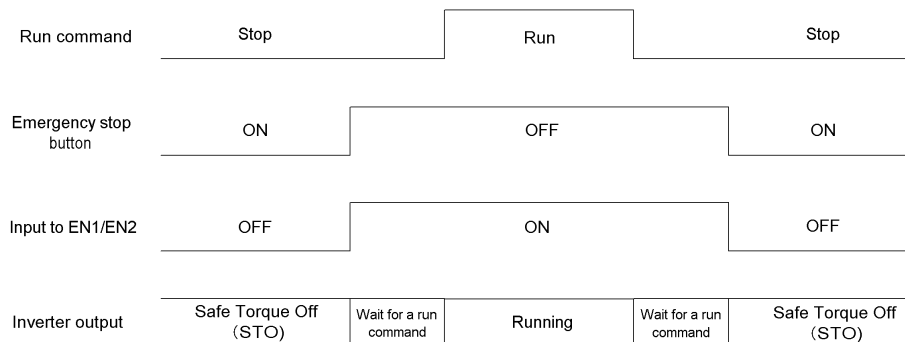 Run command Stop Run Stop
Emergency stop
button
ON OFF ON
Input to EN1/EN2 OFF ON OFF
Inverter output
Safe Torque Off
(STO)
Wait for a run
command
Running
Wait for a run
command
Safe Torque Off
(STO)